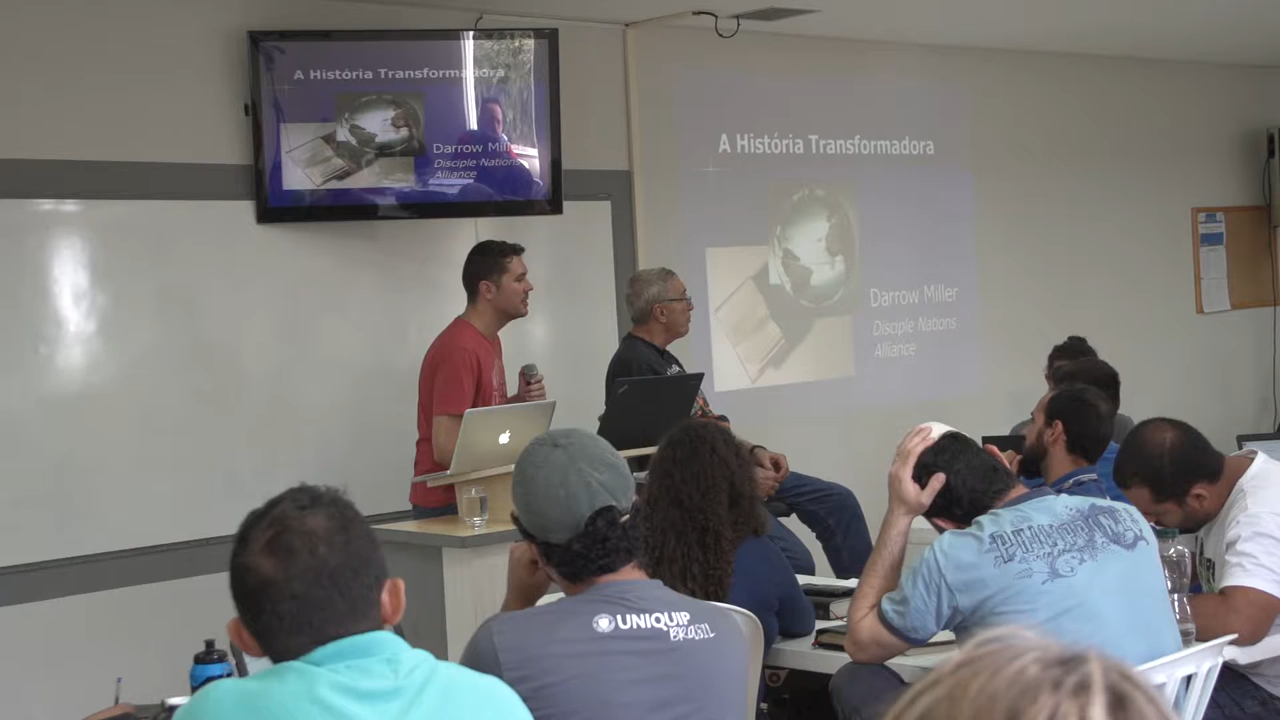 A História Transformadora
Darrow Miller
Disciple Nations
Alliance
A História Transformadora
Darrow Miller
Disciple Nations
Alliance
UNIQUIP
BRASIL